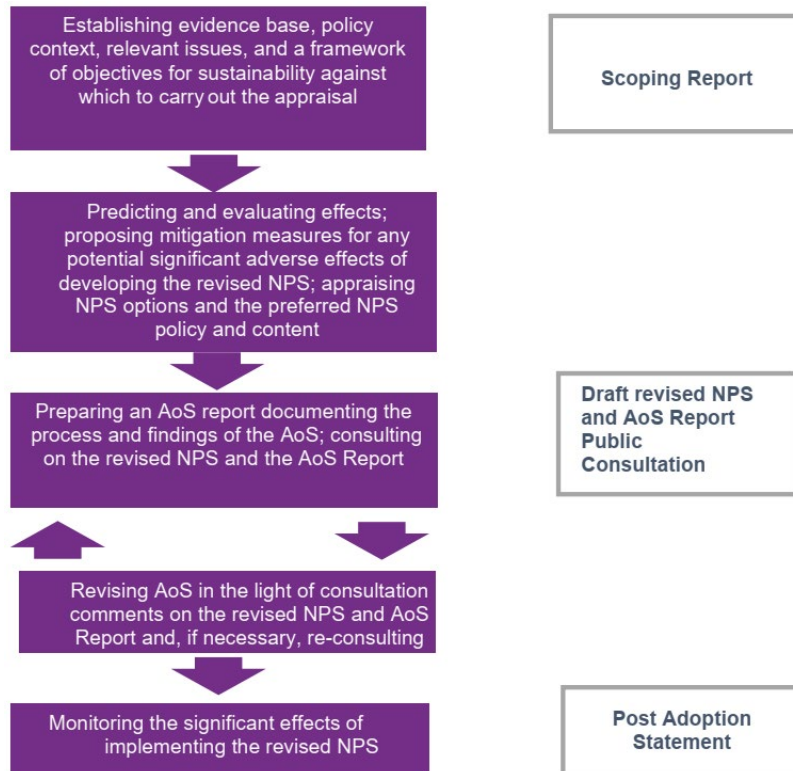 Establishing evidence base, policy
context, relevant issues, and a framework
of objectives for sustainability against
which to carry out the appraisal
Scoping Report
Predicting and evaluating effects;
proposing mitigation measures for any
potential significant adverse effects of
developing the revised NPS; appraising
NPS options and the preferred NPS
policy and content
Preparing an AoS report documenting the
process and findings of the AoS; consulting
on the revised NPS and the AoS Report
Draft revised NPS
and AoS Report
Public
Consultation
Revising AoS in the light of consultation
comments on the revised NPS and AoS
Report and, if necessary, re-consulting
Monitoring the significant effects of
implementing the revised NPS
Post Adoption
Statement